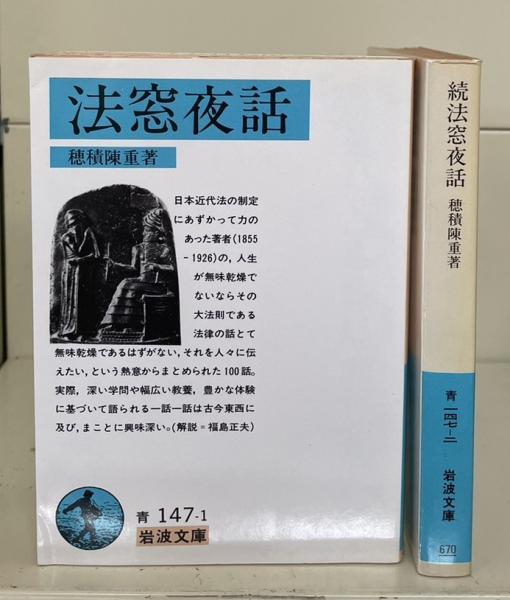 法窓夜話
穂積陳重著
日本近代法の制定
にあずかって力の
あった著者(1855
-1926)の,人生
が無味乾燥で
ないならその
大法則である
法律の話とて
無味乾燥であるはずがない,それを人々に伝
えたい,という熱意からまとめられた100話。
実際,深い学問や幅広い教養,豊かな体験
に基づいて語られる一話一話は古今東西に
及び,まことに興味深い。(解説=福島正夫)
青 147-1
岩波文庫
続法窓夜話 穂積陳重著
青 一四七-二
岩波文庫
670